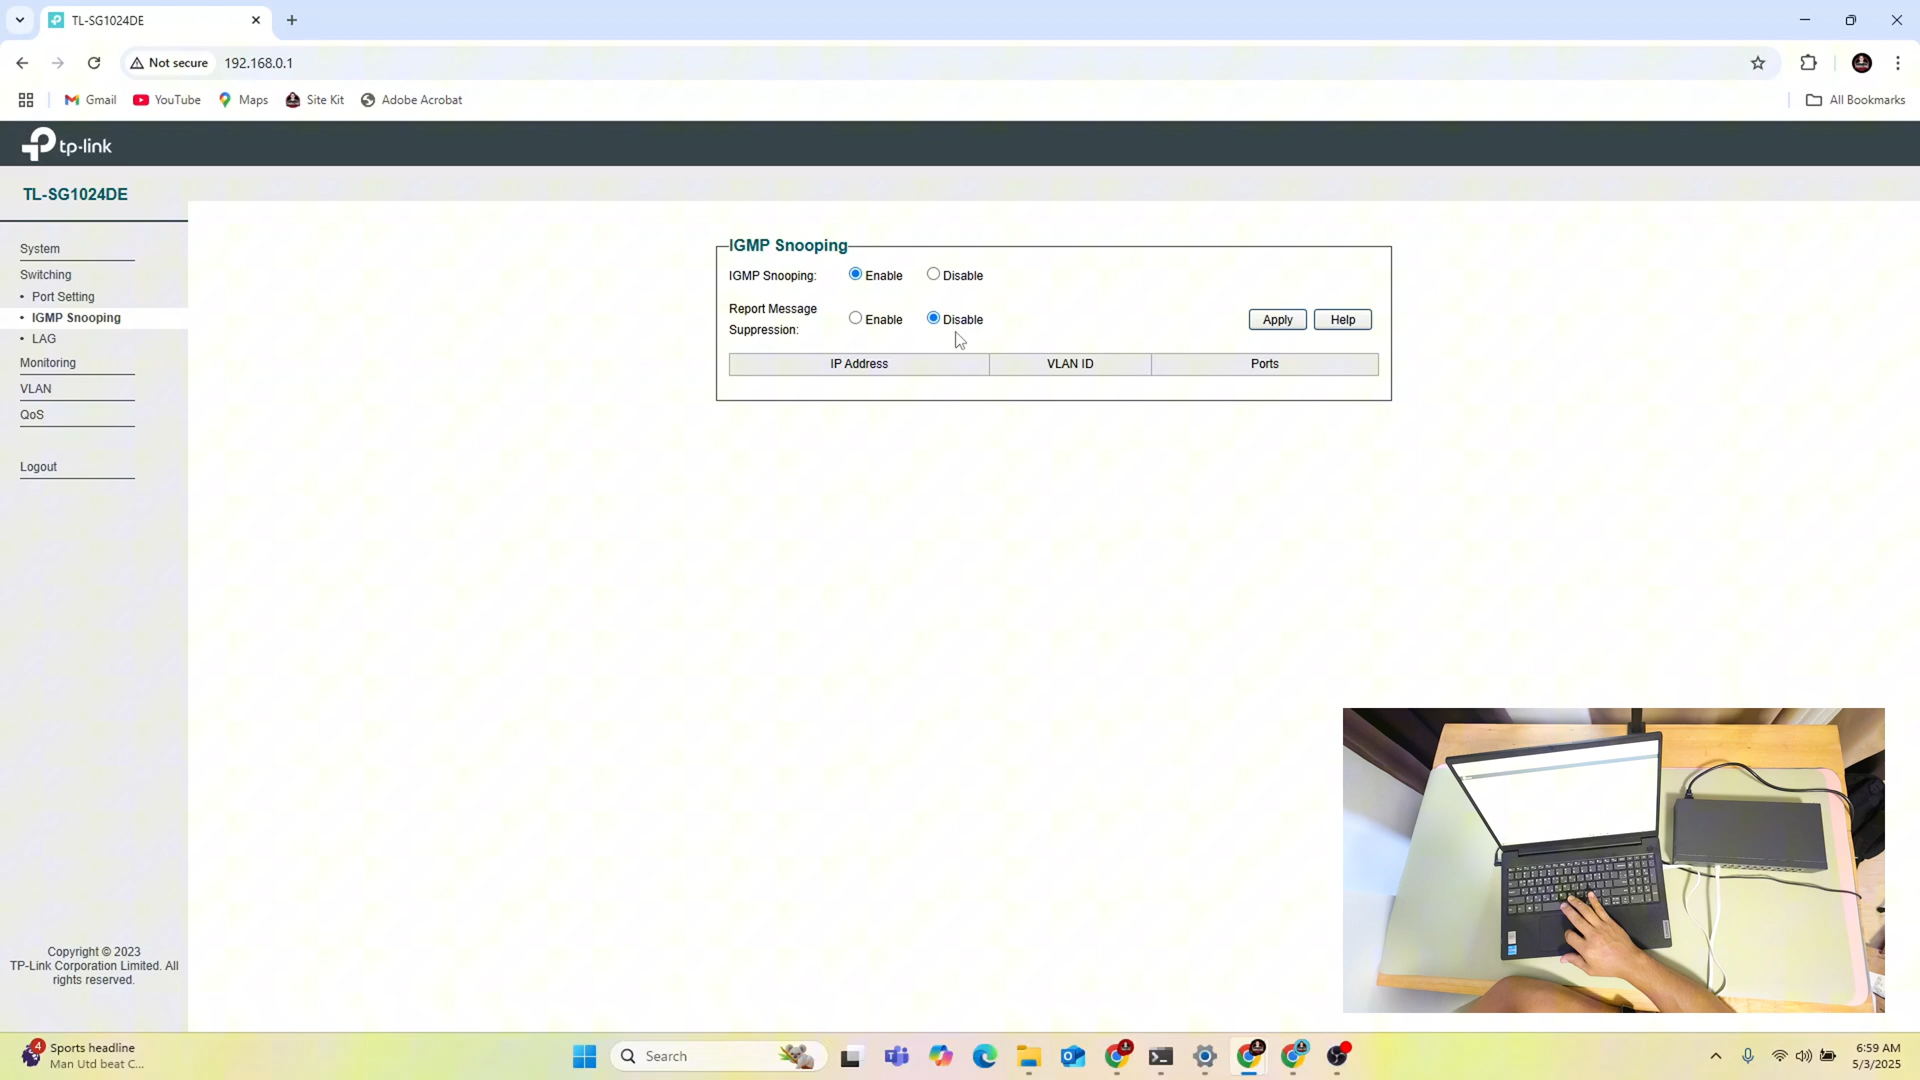 TL-SG1024DE
Not secure
192.168.0.1
Gmail
YouTube
Maps
Site Kit
Adobe Acrobat
All Bookmarks
tp-link
TL-SG1024DE
System
Switching
• Port Setting
• IGMP Snooping
• LAG
Monitoring
VLAN
QoS
Logout
IGMP Snooping
IGMP Snooping: Enable Disable
Report Message
Suppression: Enable Disable
Apply Help
IP Address VLAN ID Ports
Copyright © 2023
TP-Link Corporation Limited. All
rights reserved.
4
Sports headline
Man Utd beat C...
Search
6:59 AM
5/3/2025